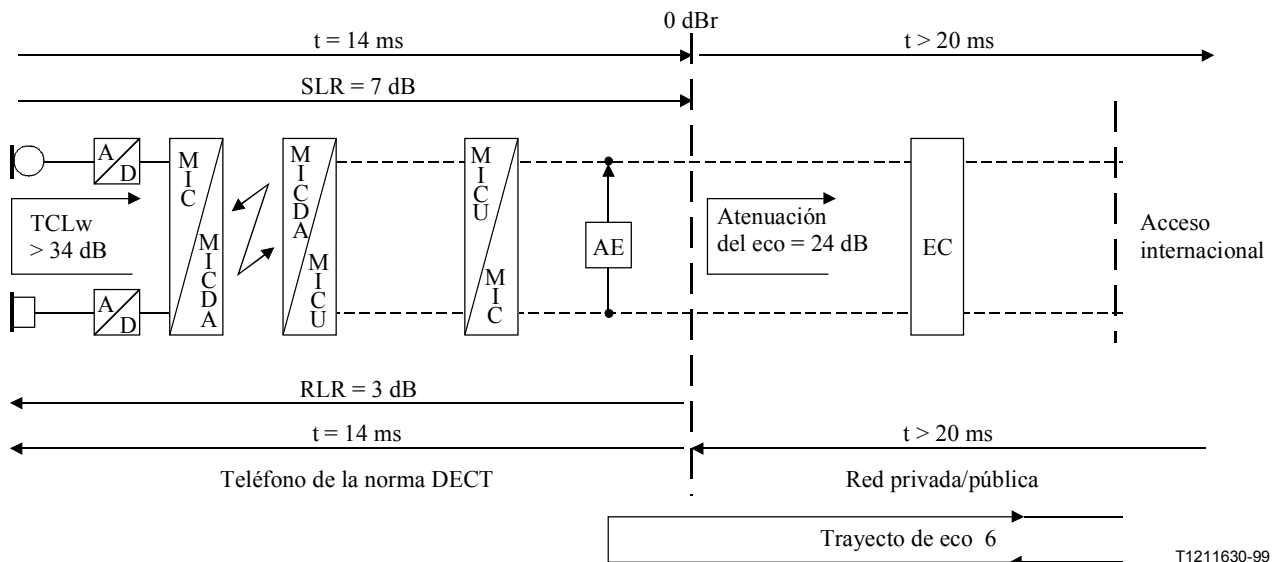 0 dBr
t = 14 ms
t > 20 ms
SLR = 7 dB
A
D
MIC
MICDA
MICDA
MICU
MICU
MIC
TCLw
> 34 dB
AE
Atenuación
del eco = 24 dB
EC
Acceso
internacional
A
D
RLR = 3 dB
t = 14 ms
t > 20 ms
Teléfono de la norma DECT
Red privada/pública
Trayecto de eco 6
T1211630-99